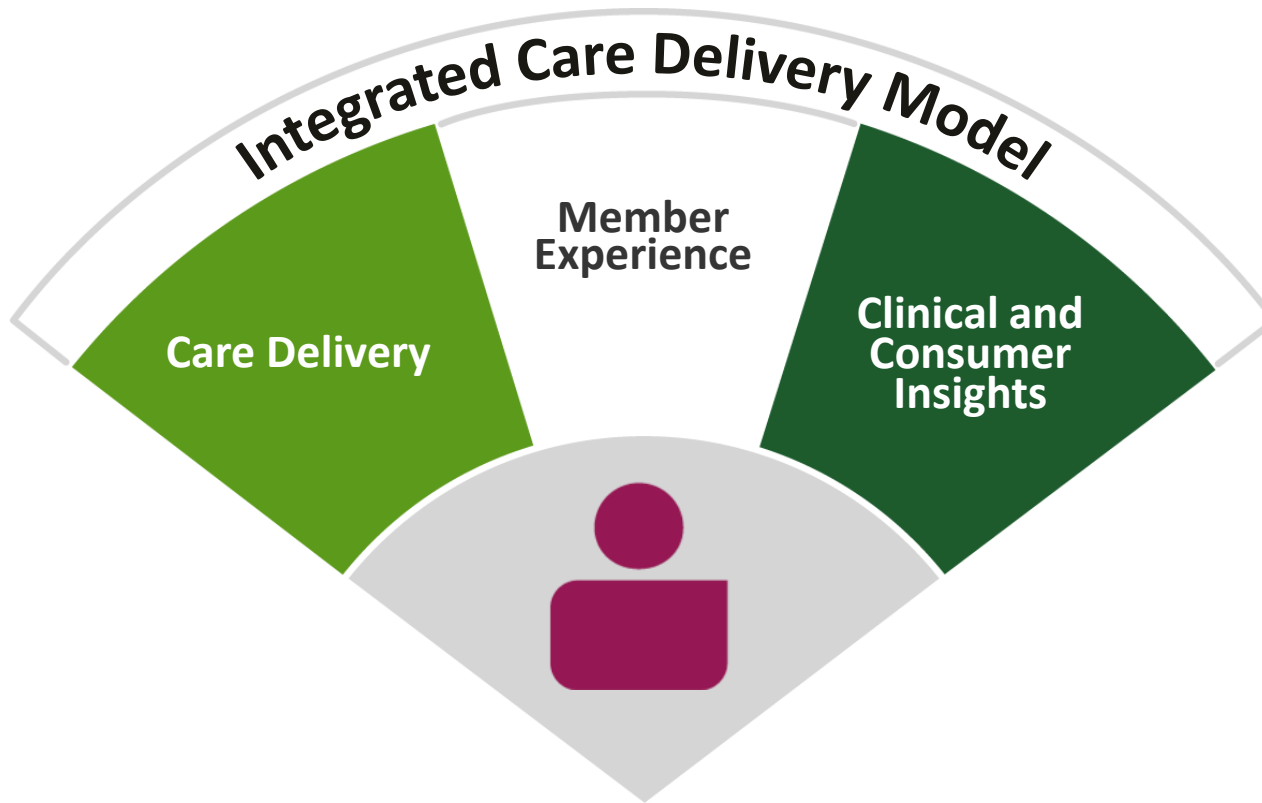 Integrated Care Delivery Model
Member
Experience
Care Delivery
Clinical and
Consumer
Insights